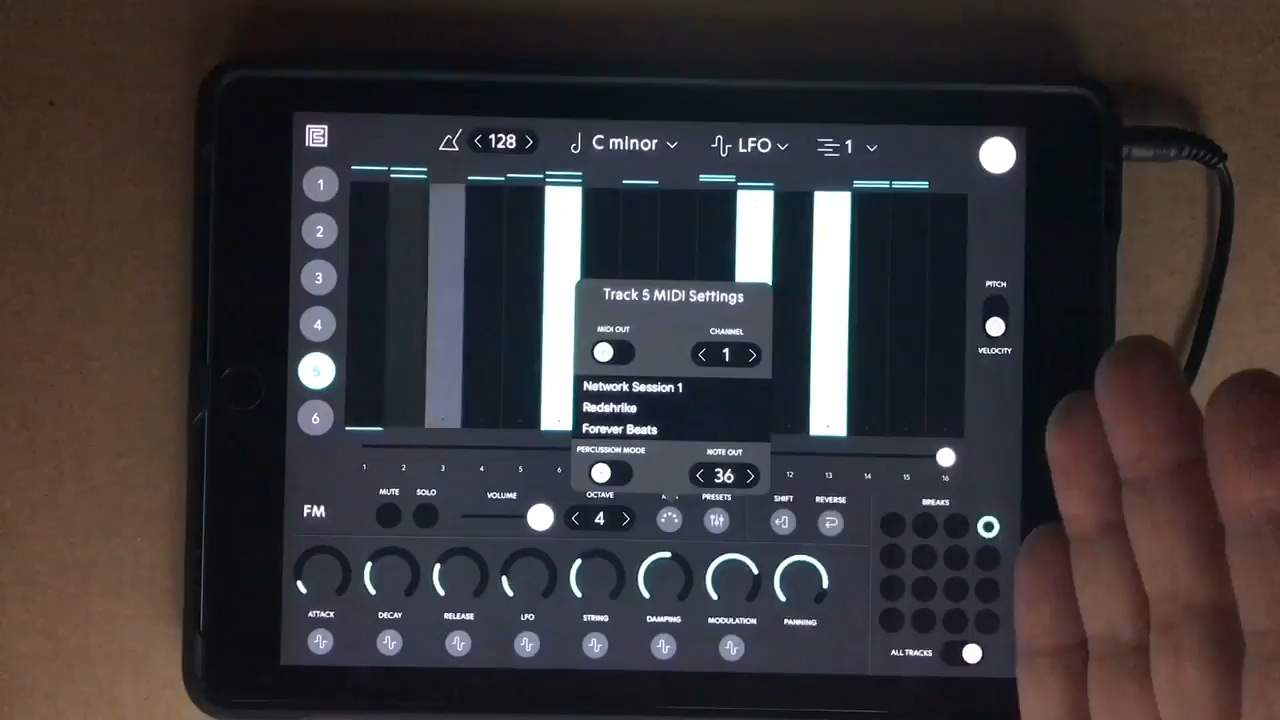 128 C minor LFO 1
1
2
3
4
5
6
PITCH
VELOCITY
Track 5 MIDI Settings
MIDI OUT CHANNEL
1
Network Session 1
Redshrike
Forever Beats
PERCUSSION MODE NOTE OUT
36
1 2 3 4 5 6 12 13 14 15 16
FM
MUTE SOLO VOLUME OCTAVE PRESETS SHIFT REVERSE BREAKS
4
ATTACK DECAY RELEASE LFO STRING DAMPING MODULATION PANNING
ALL TRACKS